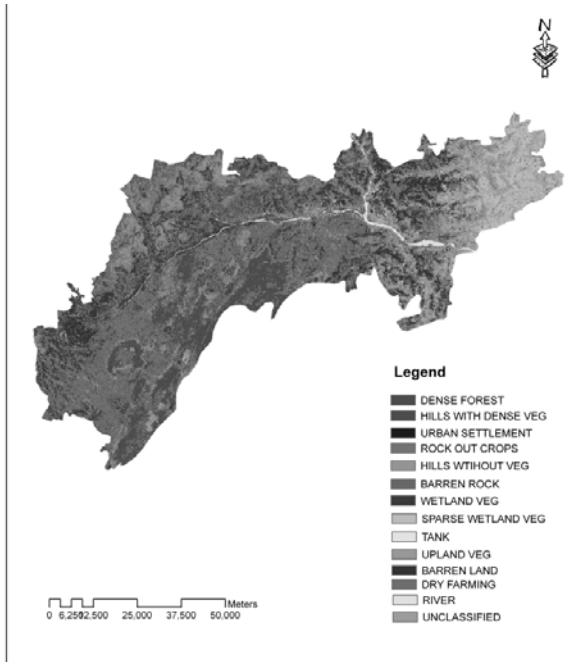 N
Legend
DENSE FOREST
HILLS WITH DENSE VEG
URBAN SETTLEMENT
ROCK OUT CROPS
HILLS WTIHOUT VEG
BARREN ROCK
WETLAND VEG
SPARSE WETLAND VEG
TANK
UPLAND VEG
BARREN LAND
DRY FARMING
RIVER
UNCLASSIFIED
Meters
0 6,250 12,500 25,000 37,500 50,000